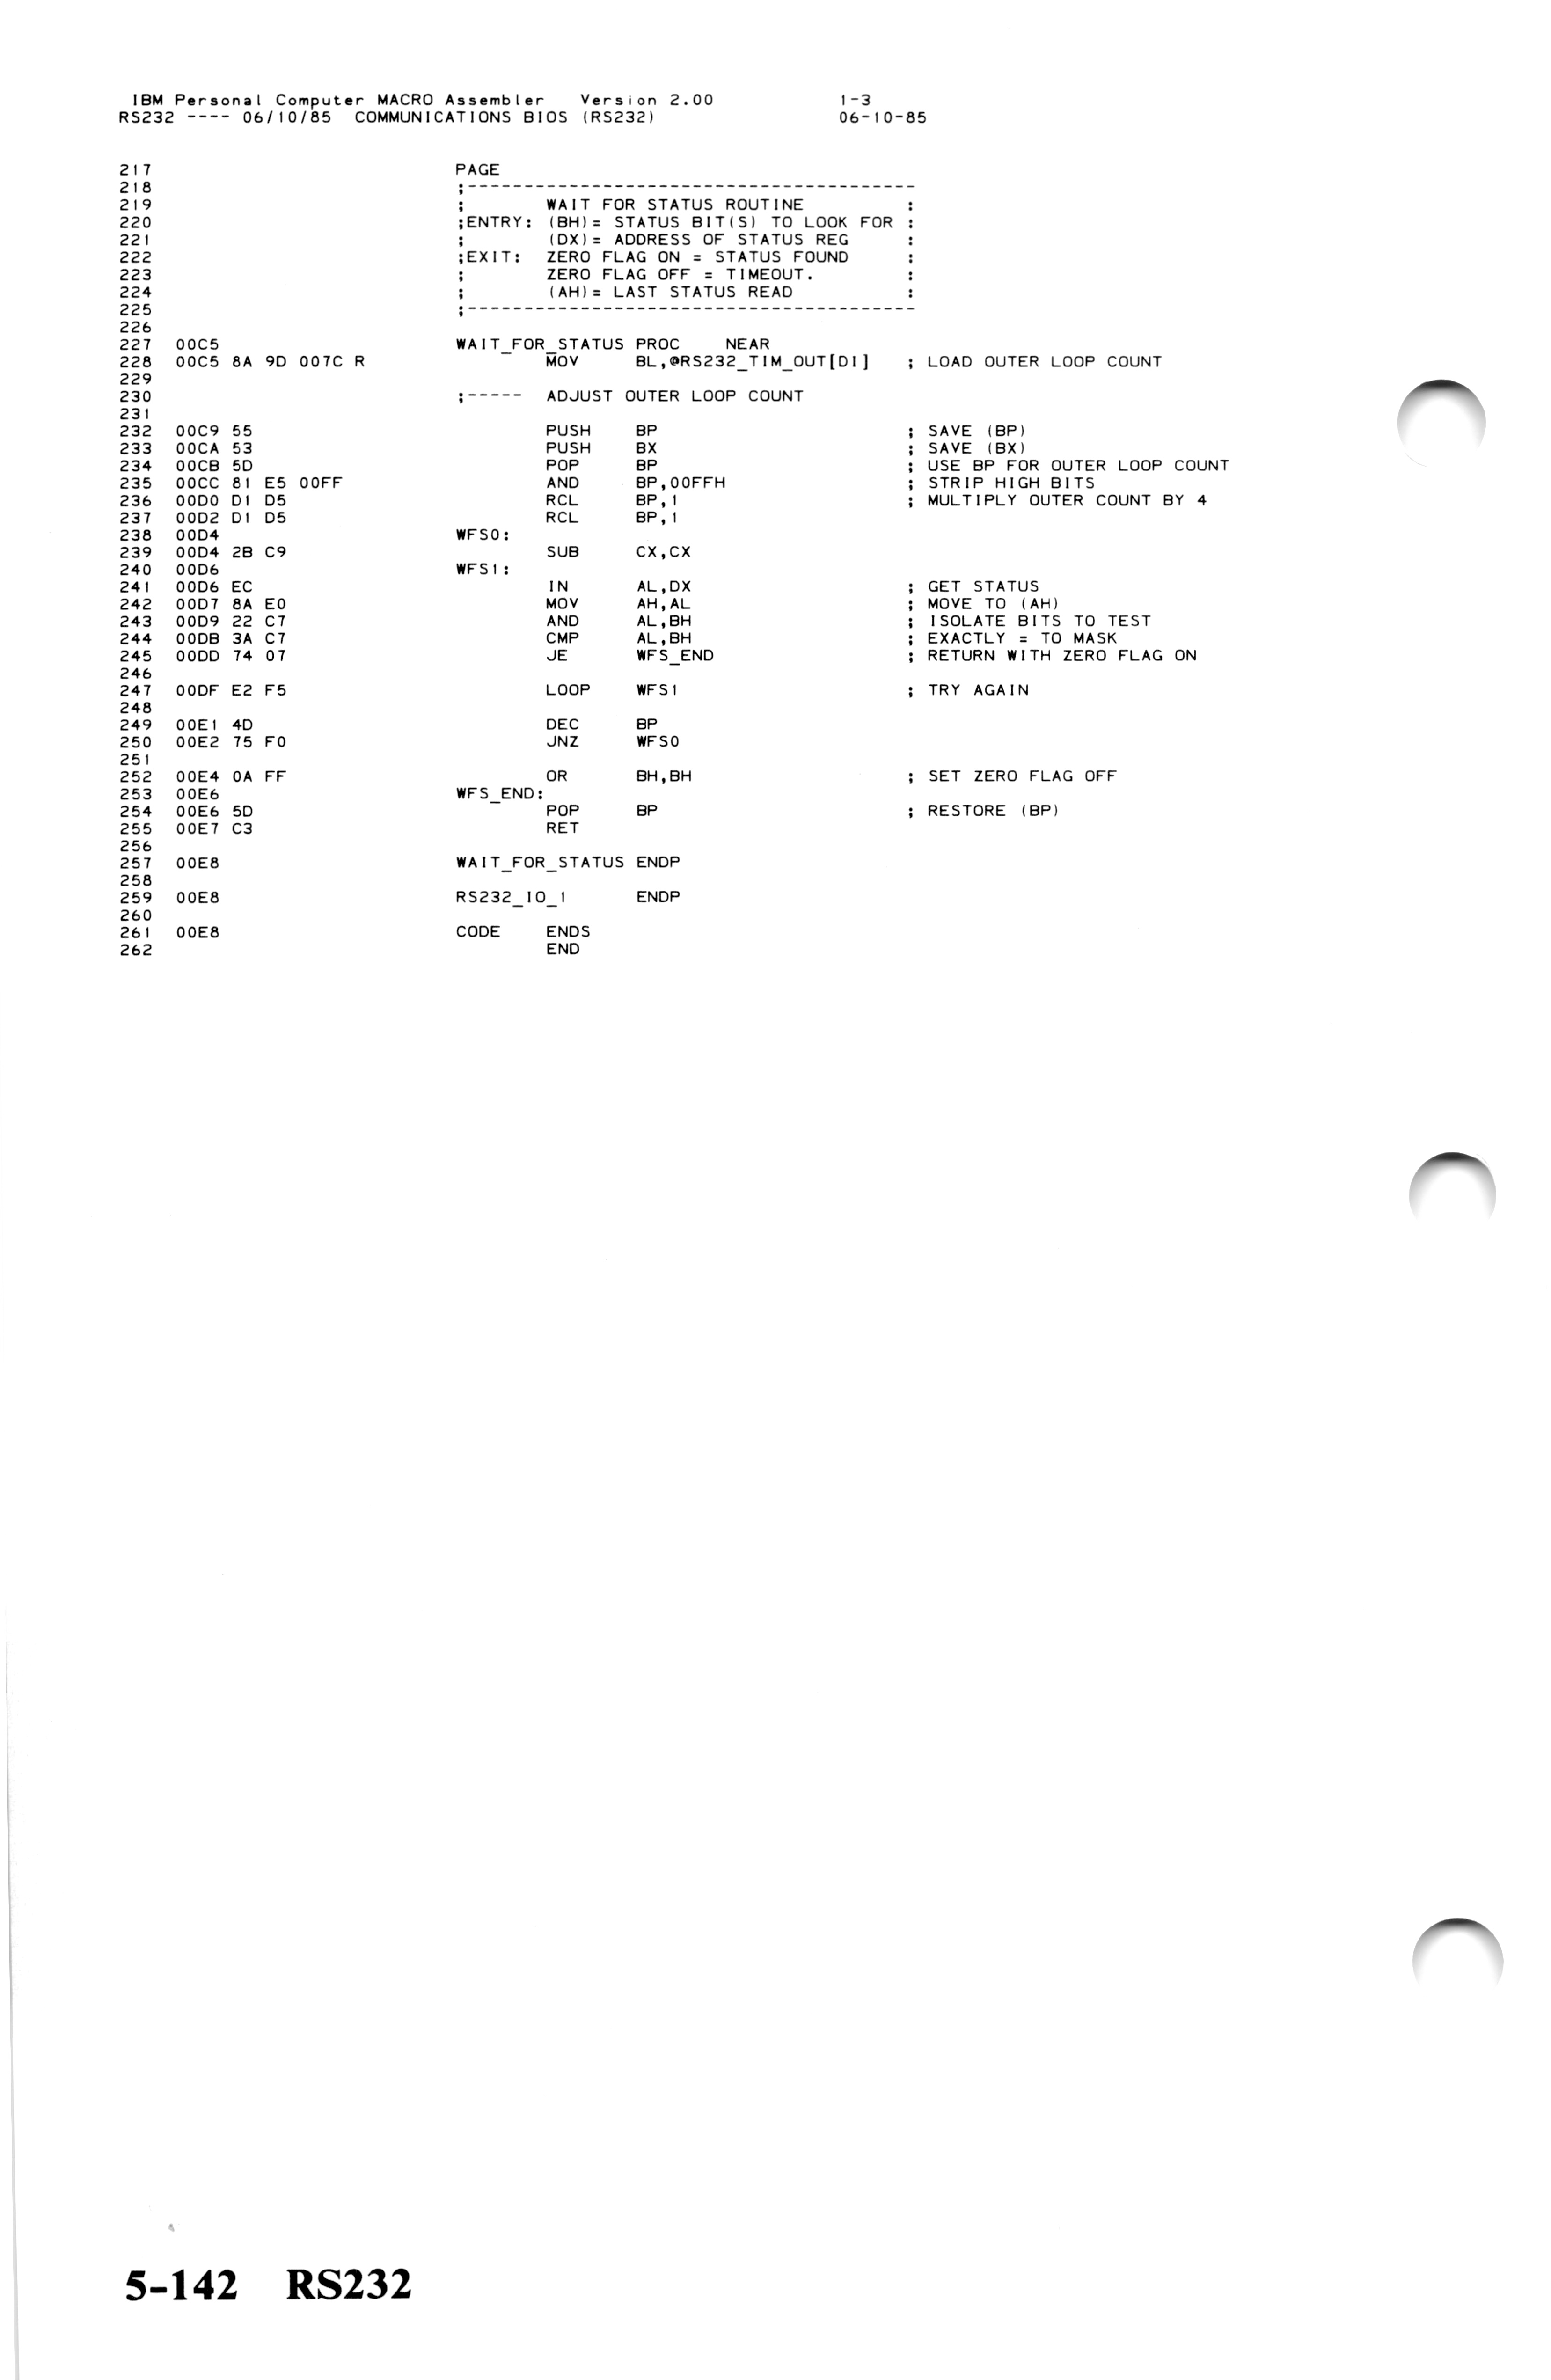 IBM Personal Computer MACRO Assembler   Version 2.00             1-3
RS232 ---- 06/10/85  COMMUNICATIONS BIOS (RS232)                 06-10-85
217                           PAGE
218                           ;----------------------------------------
219                           ;       WAIT FOR STATUS ROUTINE         :
220                           ;ENTRY: (BH)= STATUS BIT(S) TO LOOK FOR :
221                           ;       (DX)= ADDRESS OF STATUS REG     :
222                           ;EXIT:  ZERO FLAG ON = STATUS FOUND     :
223                           ;       ZERO FLAG OFF = TIMEOUT.        :
224                           ;       (AH)= LAST STATUS READ          :
225                           ;----------------------------------------
226
227  00C5                     WAIT_FOR_STATUS PROC    NEAR
228  00C5 8A 9D 007C R                MOV     BL,@RS232_TIM_OUT[DI]   ; LOAD OUTER LOOP COUNT
229
230                           ;-----  ADJUST OUTER LOOP COUNT
231
232  00C9 55                          PUSH    BP                      ; SAVE (BP)
233  00CA 53                          PUSH    BX                      ; SAVE (BX)
234  00CB 5D                          POP     BP                      ; USE BP FOR OUTER LOOP COUNT
235  00CC 81 E5 00FF                  AND     BP,00FFH                ; STRIP HIGH BITS
236  00D0 D1 D5                       RCL     BP,1                    ; MULTIPLY OUTER COUNT BY 4
237  00D2 D1 D5                       RCL     BP,1
238  00D4                     WFS0:
239  00D4 2B C9                       SUB     CX,CX
240  00D6                     WFS1:
241  00D6 EC                          IN      AL,DX                   ; GET STATUS
242  00D7 8A E0                       MOV     AH,AL                   ; MOVE TO (AH)
243  00D9 22 C7                       AND     AL,BH                   ; ISOLATE BITS TO TEST
244  00DB 3A C7                       CMP     AL,BH                   ; EXACTLY = TO MASK
245  00DD 74 07                       JE      WFS_END                 ; RETURN WITH ZERO FLAG ON
246
247  00DF E2 F5                       LOOP    WFS1                    ; TRY AGAIN
248
249  00E1 4D                          DEC     BP
250  00E2 75 F0                       JNZ     WFS0
251
252  00E4 0A FF                       OR      BH,BH                   ; SET ZERO FLAG OFF
253  00E6                     WFS_END:
254  00E6 5D                          POP     BP                      ; RESTORE (BP)
255  00E7 C3                          RET
256
257  00E8                     WAIT_FOR_STATUS ENDP
258
259  00E8                     RS232_IO_1      ENDP
260
261  00E8                     CODE    ENDS
262                                   END
5-142   RS232